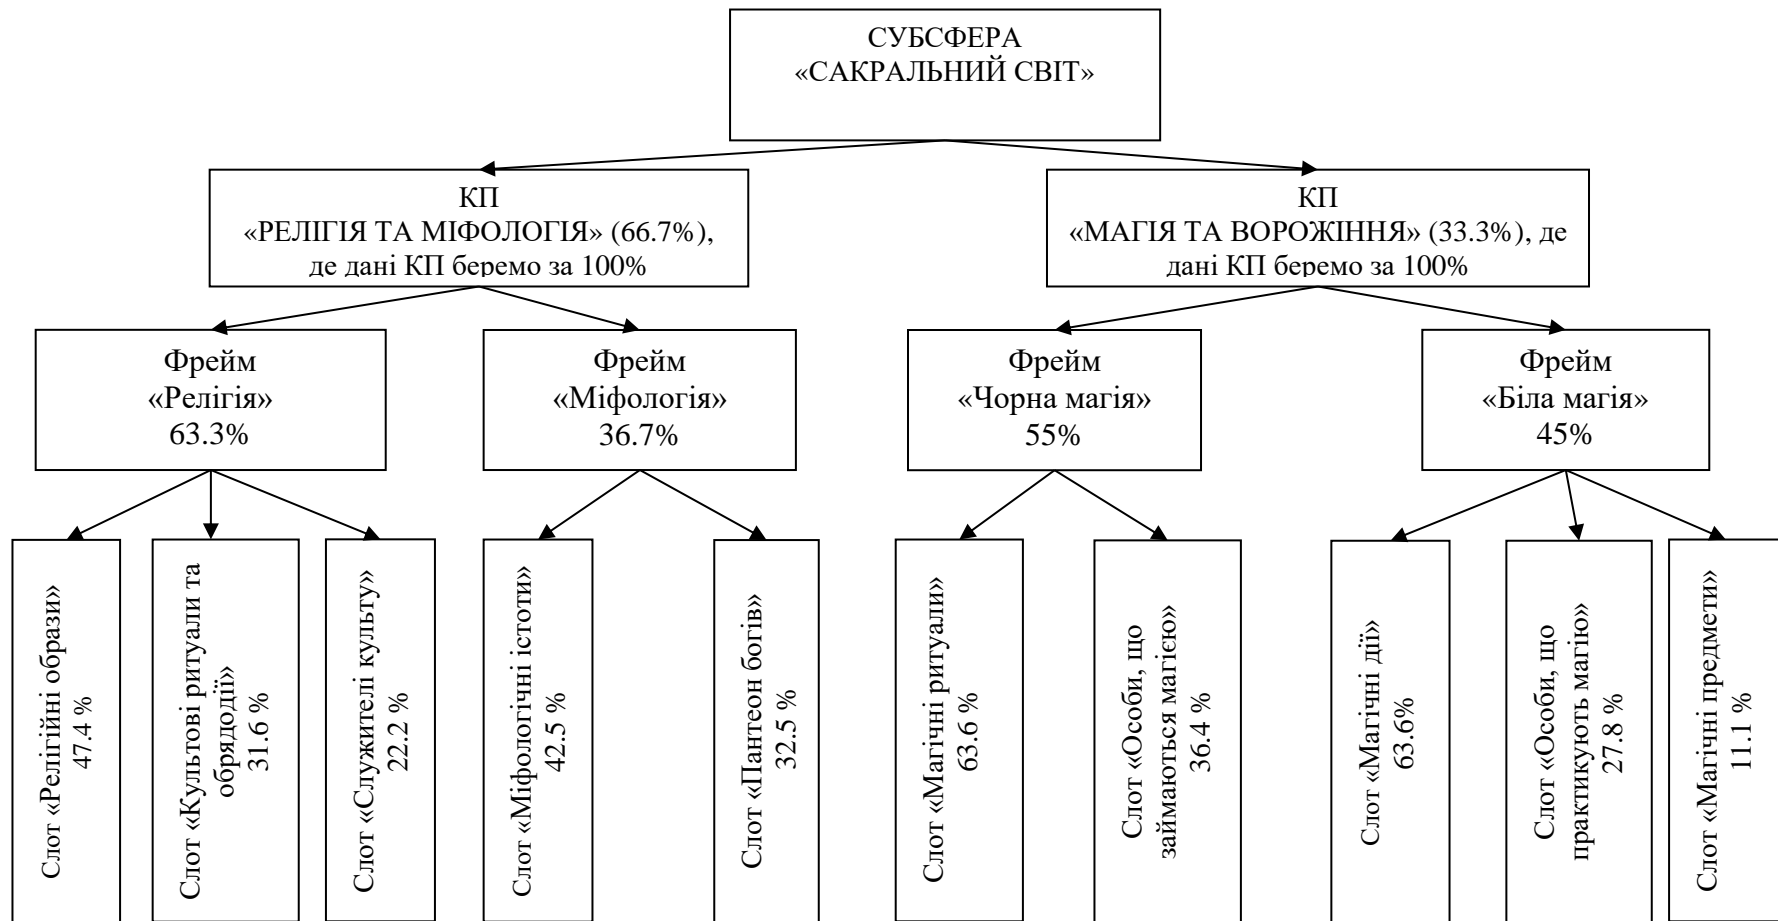 СУБСФЕРА
«САКРАЛЬНИЙ СВІТ»
КП
«РЕЛІГІЯ ТА МІФОЛОГІЯ» (66.7%),
де дані КП беремо за 100%
КП
«МАГІЯ ТА ВОРОЖІННЯ» (33.3%), де
дані КП беремо за 100%
Фрейм
«Релігія»
63.3%
Фрейм
«Міфологія»
36.7%
Фрейм
«Чорна магія»
55%
Фрейм
«Біла магія»
45%
Слот «Релігійні образи»
47.4 %
Слот «Культові ритуали та
обрядодії»
31.6 %
Слот «Служителі культу»
22.2 %
Слот «Міфологічні істоти»
42.5 %
Слот «Пантеон богів»
32.5 %
Слот «Магічні ритуали»
63.6 %
Слот «Особи, що
займаються магією»
36.4 %
Слот «Магічні дії»
63.6%
Слот «Особи, що
практикують магію»
27.8 %
Слот «Магічні предмети»
11.1 %